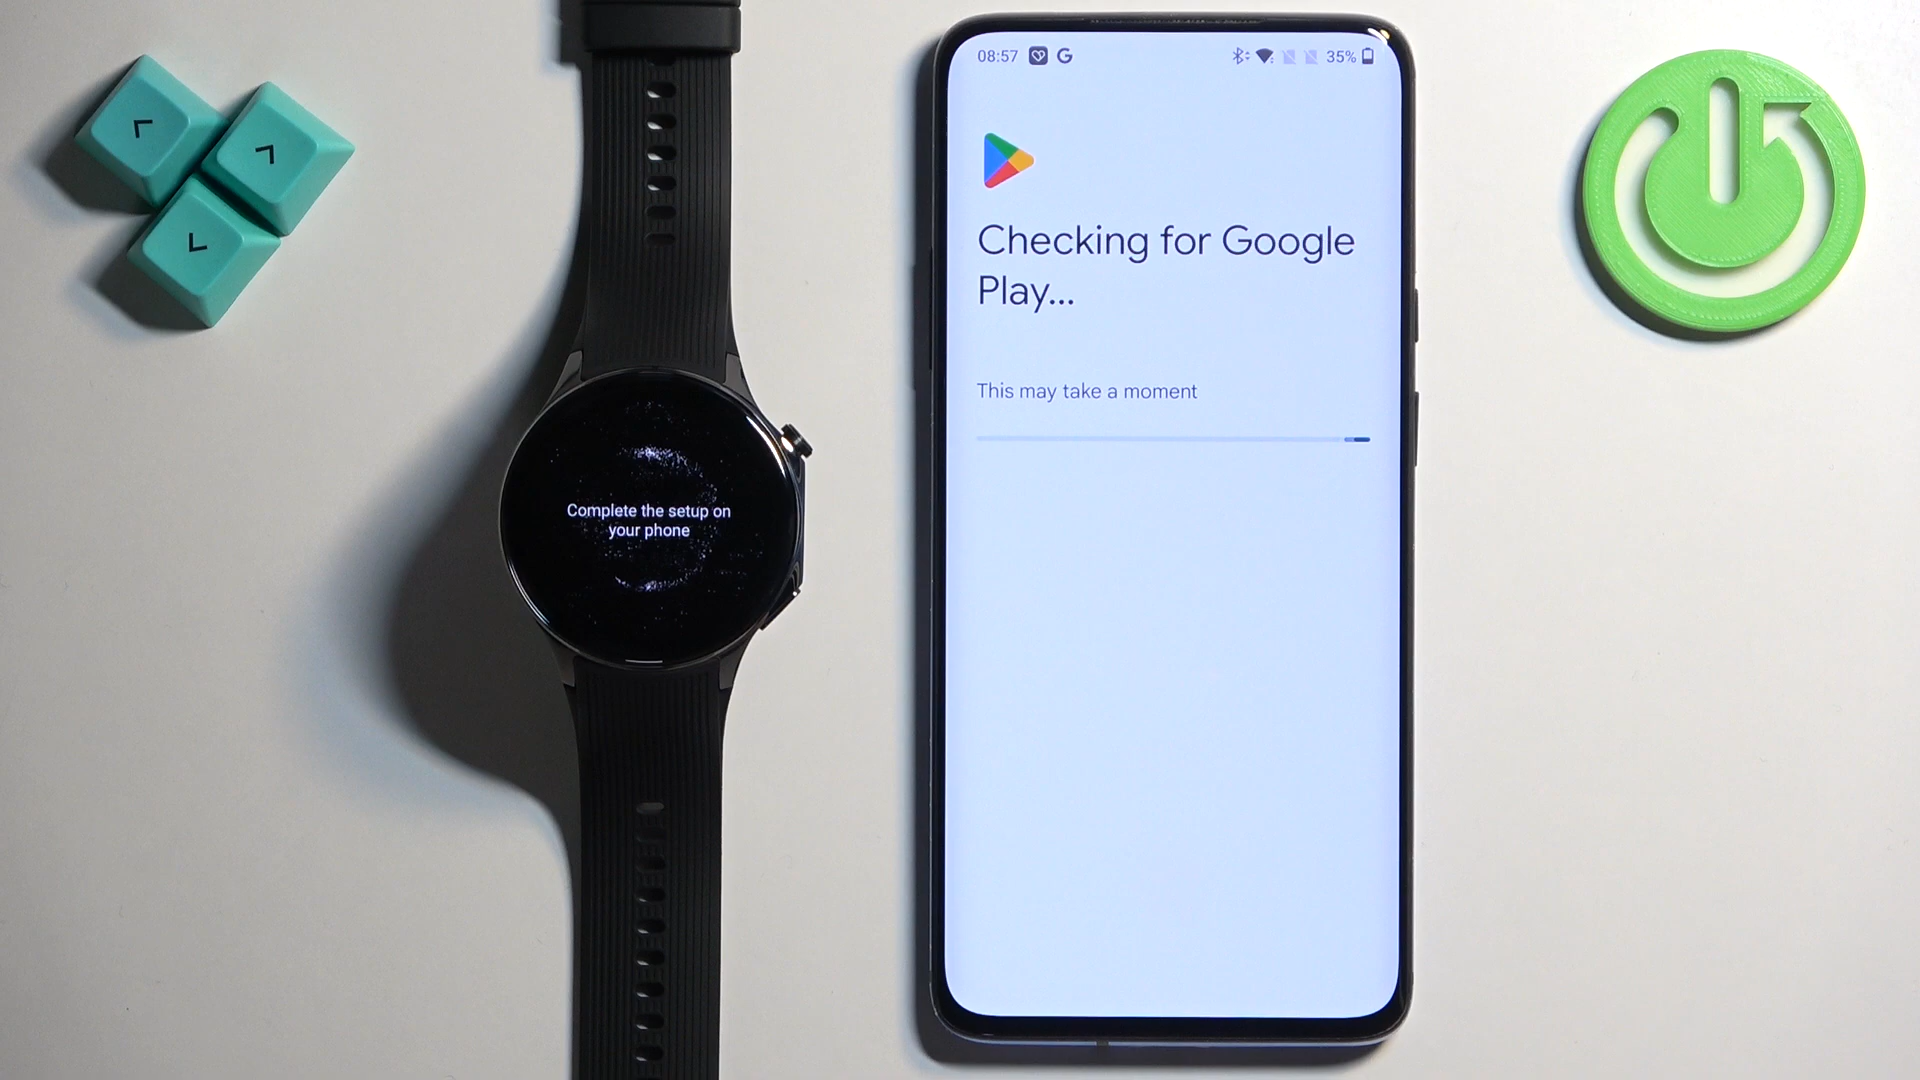 08:57
35%
Checking for Google
Play...
This may take a moment
Complete the setup on
your phone